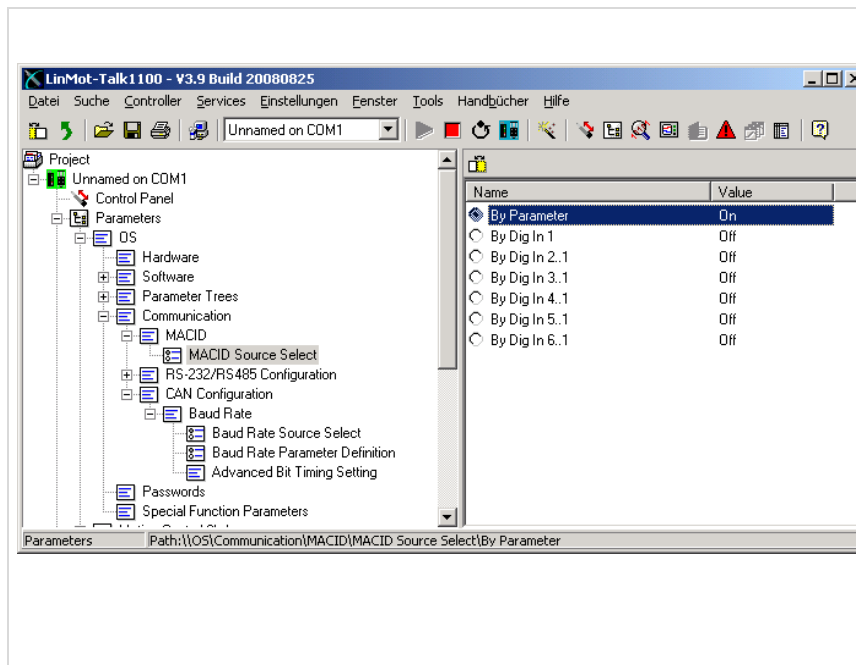 LinMot-Talk1100 - V3.9 Build 20080825
Datei Suche Controller Services Einstellungen Fenster Tools Handbücher Hilfe
Unnamed on COM1
Project
Unnamed on COM1
Control Panel
Parameters
OS
Hardware
Software
Parameter Trees
Communication
MACID
MACID Source Select
RS-232/RS485 Configuration
CAN Configuration
Baud Rate
Baud Rate Source Select
Baud Rate Parameter Definition
Advanced Bit Timing Setting
Passwords
Special Function Parameters
Name Value
By Parameter On
By Dig In 1 Off
By Dig In 2..1 Off
By Dig In 3..1 Off
By Dig In 4..1 Off
By Dig In 5..1 Off
By Dig In 6..1 Off
Parameters Path:\\OS\Communication\MACID\MACID Source Select\By Parameter